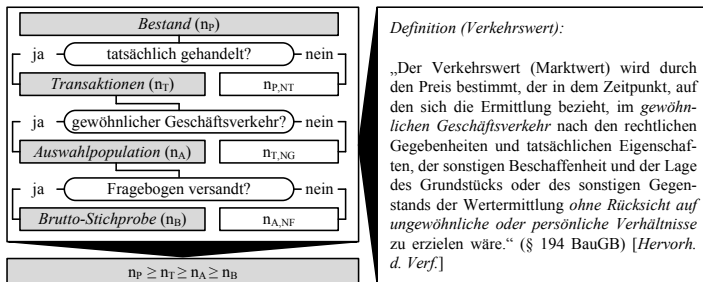 Bestand (nP)
ja tatsächlich gehandelt? nein
Transaktionen (nT) nP,NT
ja gewöhnlicher Geschäftsverkehr? nein
Auswahlpopulation (nA) nT,NG
ja Fragebogen versandt? nein
Brutto-Stichprobe (nB) nA,NF
nP ≥ nT ≥ nA ≥ nB
Definition (Verkehrswert):
„Der Verkehrswert (Marktwert) wird durch
den Preis bestimmt, der in dem Zeitpunkt, auf
den sich die Ermittlung bezieht, im gewöhn-
lichen Geschäftsverkehr nach den rechtlichen
Gegebenheiten und tatsächlichen Eigenschaf-
ten, der sonstigen Beschaffenheit und der Lage
des Grundstücks oder des sonstigen Gegen-
stands der Wertermittlung ohne Rücksicht auf
ungewöhnliche oder persönliche Verhältnisse
zu erzielen wäre.“ (§ 194 BauGB) [Hervorh.
d. Verf.]